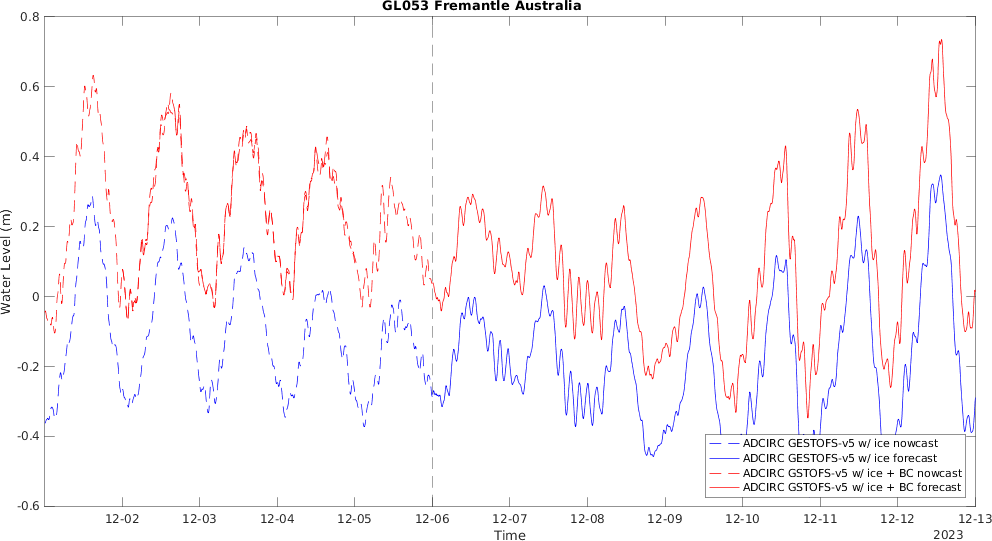 GL053 Fremantle Australia
0.8
0.6
0.4
0.2
0
-0.2
-0.4
-0.6
Water Level (m)
ADCIRC GESTOFS-v5 w/ ice nowcast
ADCIRC GESTOFS-v5 w/ ice forecast
ADCIRC GSTOFS-v5 w/ ice + BC nowcast
ADCIRC GSTOFS-v5 w/ ice + BC forecast
12-02 12-03 12-04 12-05 12-06 12-07 12-08 12-09 12-10 12-11 12-12 12-13
Time
2023